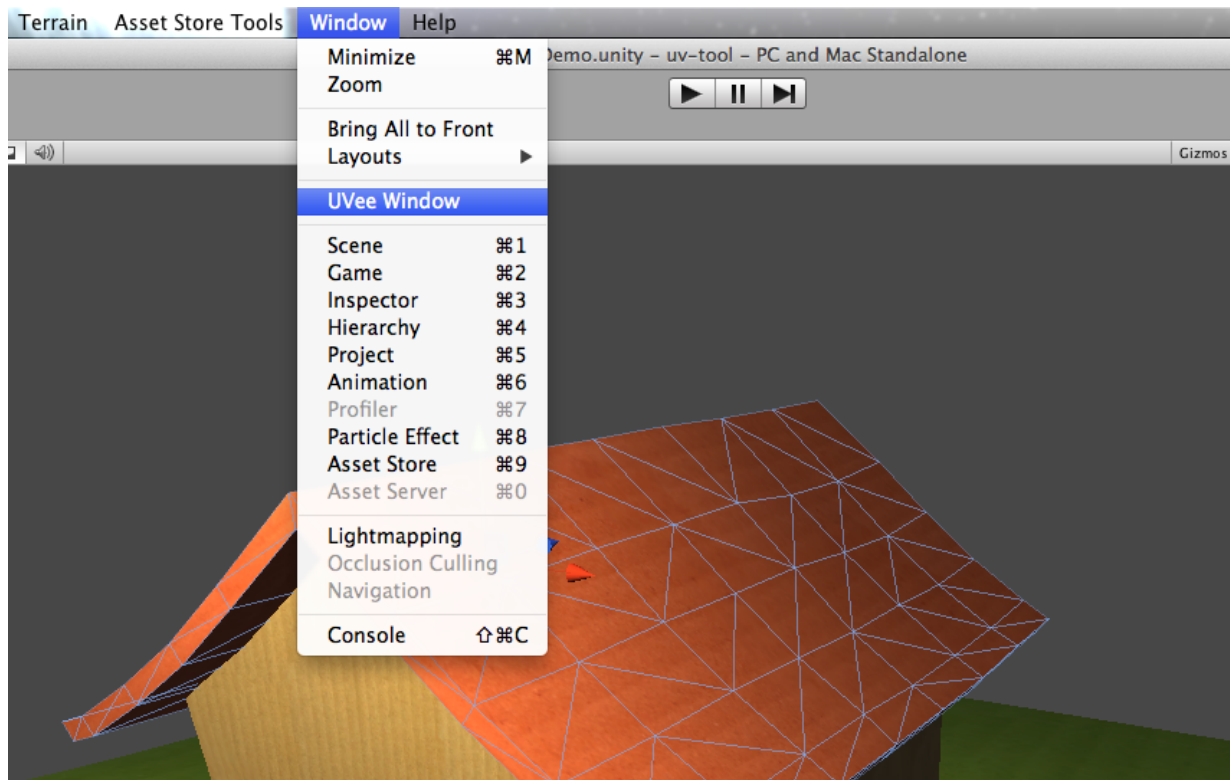 Terrain Asset Store Tools Window Help
Demo.unity – uv-tool – PC and Mac Standalone
Gizmos
Minimize ⌘M
Zoom
Bring All to Front
Layouts ▶
UVee Window
Scene ⌘1
Game ⌘2
Inspector ⌘3
Hierarchy ⌘4
Project ⌘5
Animation ⌘6
Profiler ⌘7
Particle Effect ⌘8
Asset Store ⌘9
Asset Server ⌘0
Lightmapping
Occlusion Culling
Navigation
Console ⇧⌘C